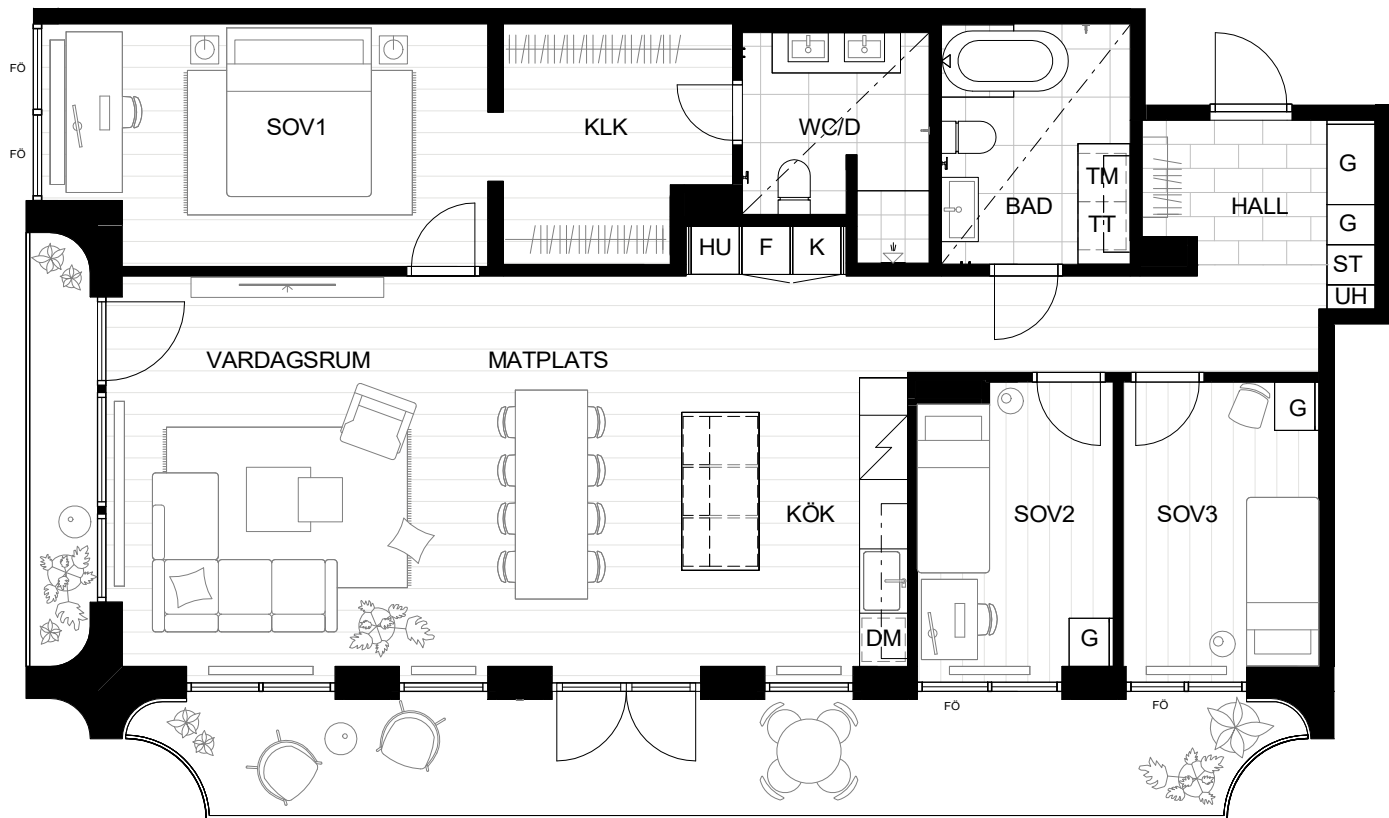 FÖ
FÖ
SOV1
KLK
WC/D
BAD
TM
TT
HALL
G
G
ST
UH
HU F K
VARDAGSRUM
MATPLATS
KÖK
DM
SOV2
G
SOV3
G
FÖ
FÖ